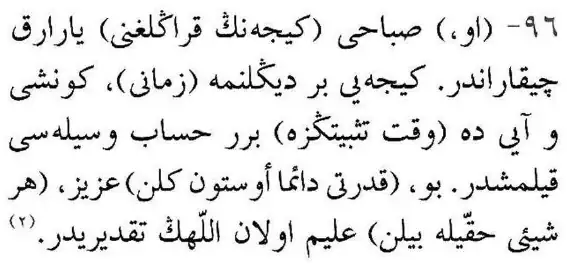 ٩٦- (او،) صباحی (کیجه‌نڭ قراڭلغنی) یارارق
چیقاراندر. کیجه‌یی بر دیڭلنمه (زمانی)، کونشی
و آیی ده (وقت تثبیتڭزه) برر حساب وسیله‌سی
قیلمشدر. بو، (قدرتی دائما أوستون کلن) عزیز، (هر
شیئی حقّیله بیلن) علیم اولان اللّهڭ تقدیریدر.(٢)